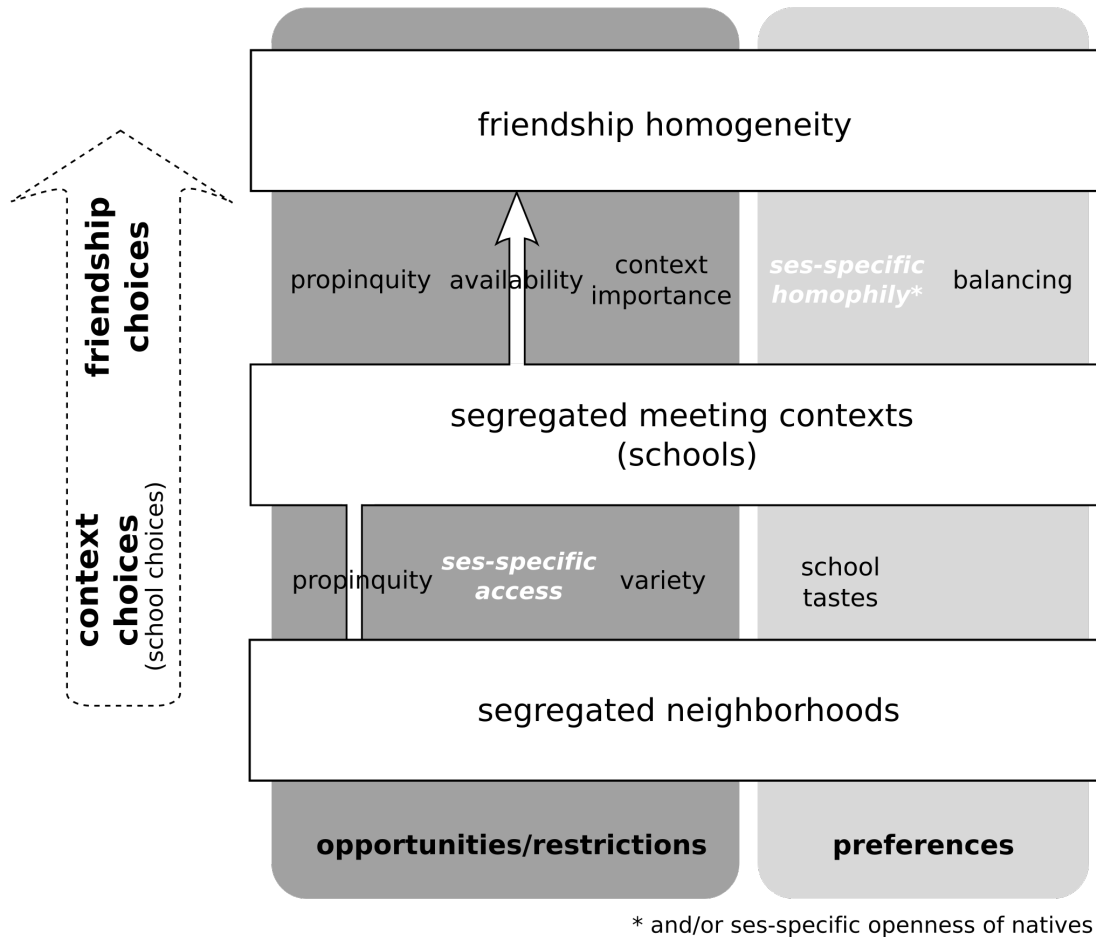 friendship homogeneity
friendship
choices
propinquity availability context
importance
ses-specific
homophily*
balancing
segregated meeting contexts
(schools)
context
choices
(school choices)
propinquity
ses-specific
access
variety
school
tastes
segregated neighborhoods
opportunities/restrictions
preferences
* and/or ses-specific openness of natives